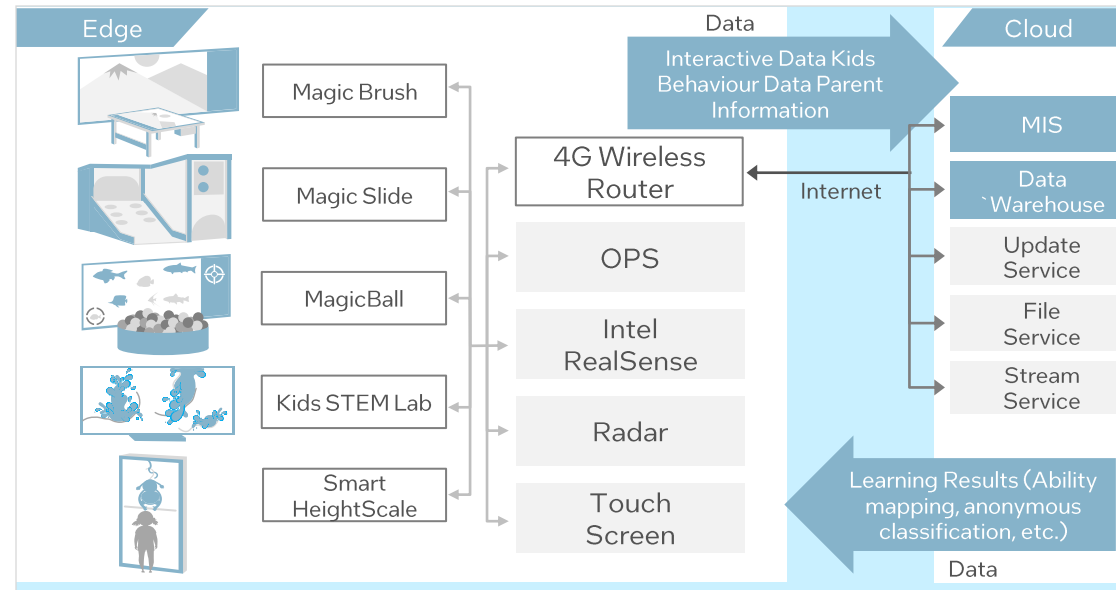 Edge
Data
Cloud
Interactive Data Kids
Behaviour Data Parent
Information
Magic Brush
Magic Slide
MagicBall
Kids STEM Lab
Smart
HeightScale
4G Wireless
Router
OPS
Intel
RealSense
Radar
Touch
Screen
Internet
MIS
Data
`Warehouse
Update
Service
File
Service
Stream
Service
Learning Results (Ability
mapping, anonymous
classification, etc.)
Data